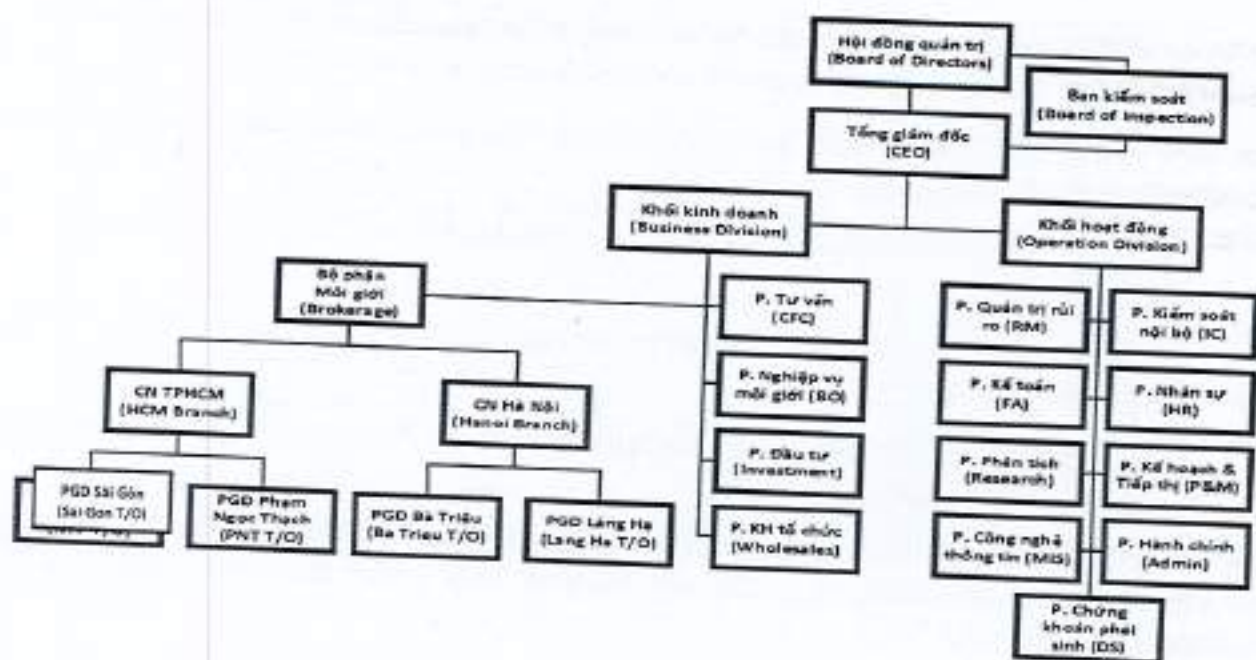 Hội đồng quản trị
(Board of Directors)
Ban kiểm soát
(Board of Inspection)
Tổng giám đốc
(CEO)
Khối kinh doanh
(Business Division)
Khối hoạt động
(Operation Division)
Bộ phận
Môi giới
(Brokerage)
P. Tư vấn
(CFC)
P. Quản trị rủi
ro (RM)
P. Kiểm soát
nội bộ (IC)
CN TPHCM
(HCM Branch)
CN Hà Nội
(Hanoi Branch)
P. Nghiệp vụ
môi giới (BO)
P. Kế toán
(FA)
P. Nhân sự
(HR)
PGD Sài Gòn
(Sai Gon T/O)
PGD Phạm
Ngọc Thạch
(PNT T/O)
PGD Bà Triệu
(Ba Trieu T/O)
PGD Láng Hạ
(Lang Ha T/O)
P. Đầu tư
(Investment)
P. Phân tích
(Research)
P. Kế hoạch &
Tiếp thị (P&M)
P. KH tổ chức
(Wholesales)
P. Công nghệ
thông tin (MIS)
P. Hành chính
(Admin)
P. Chứng
khoán phái
sinh (DS)